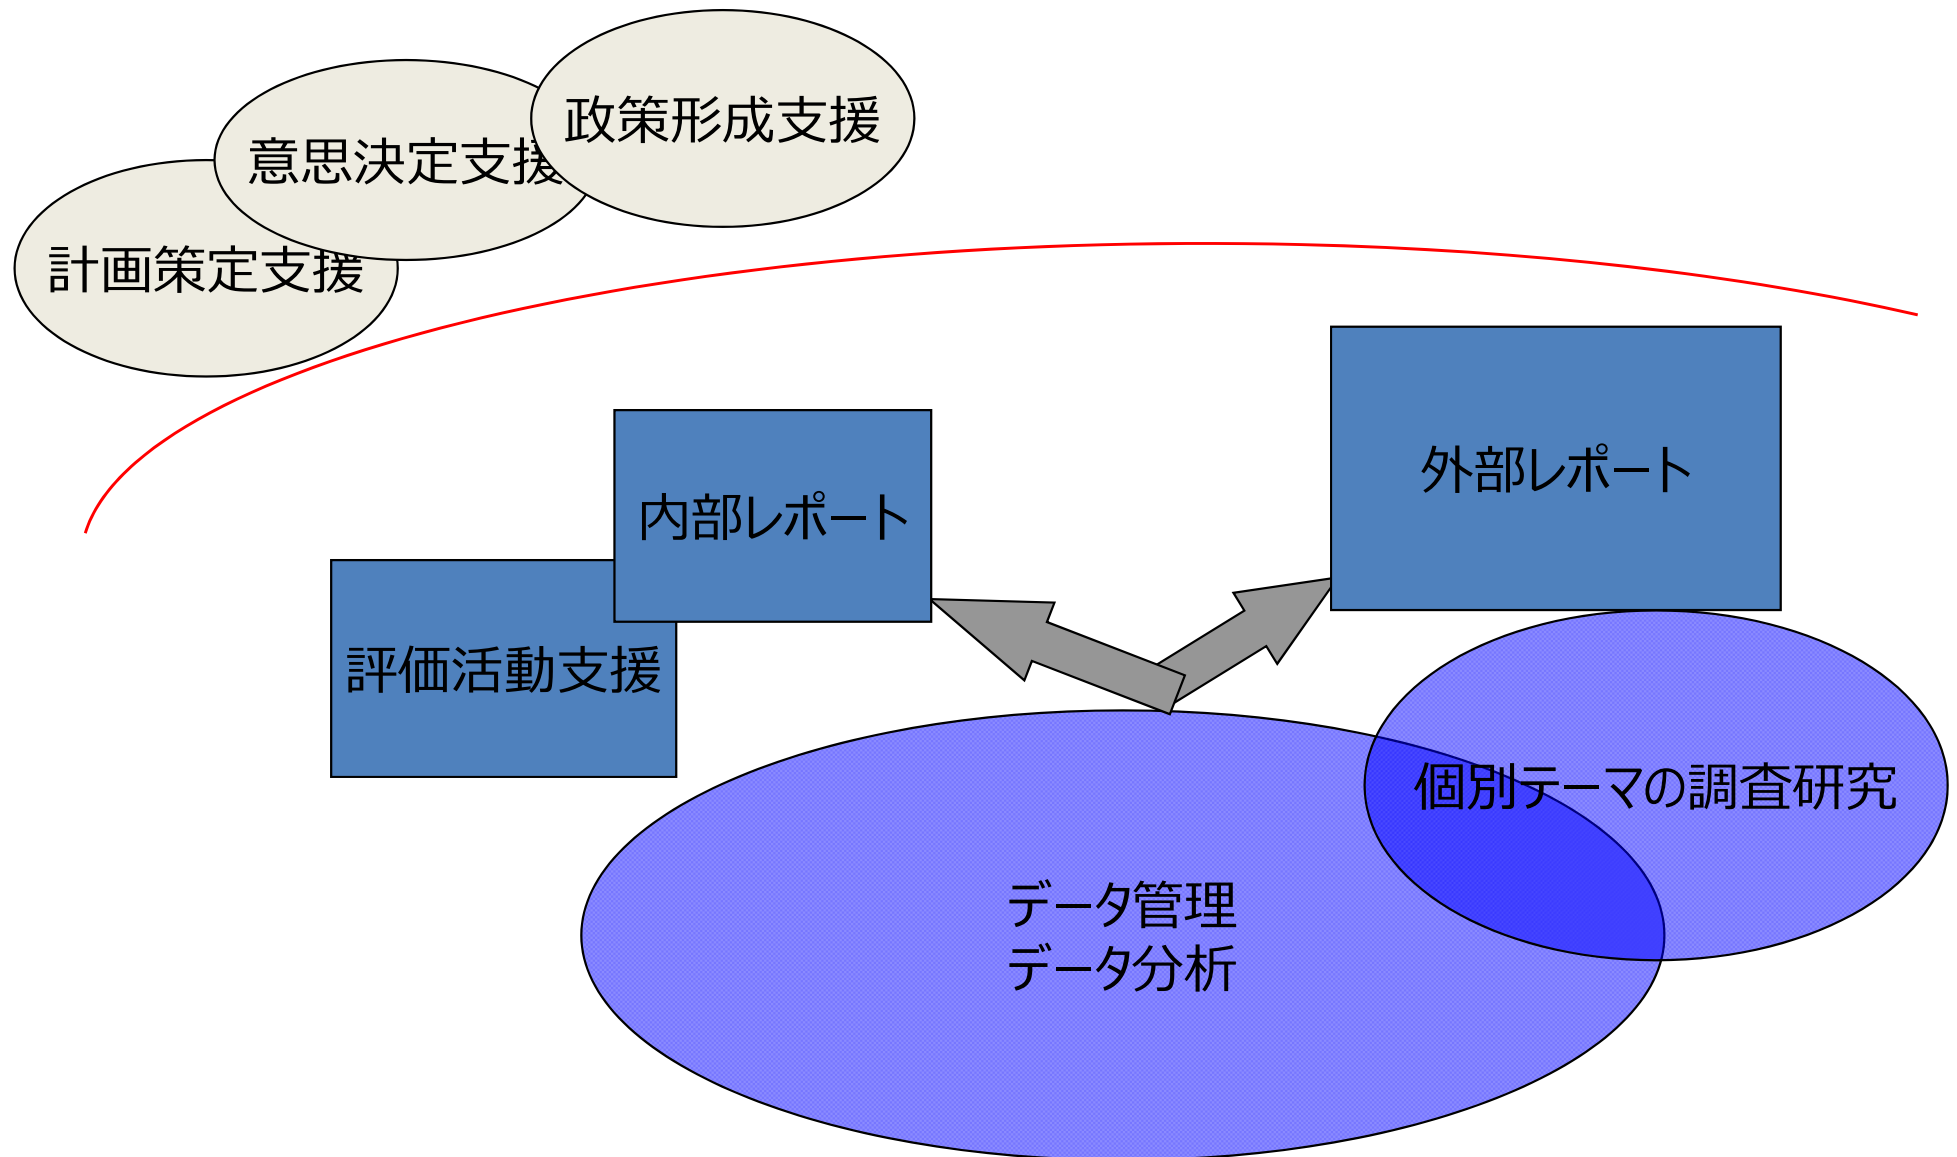 政策形成支援
意思決定支援
計画策定支援
外部レポート
内部レポート
評価活動支援
個別テーマの調査研究
データ管理
データ分析